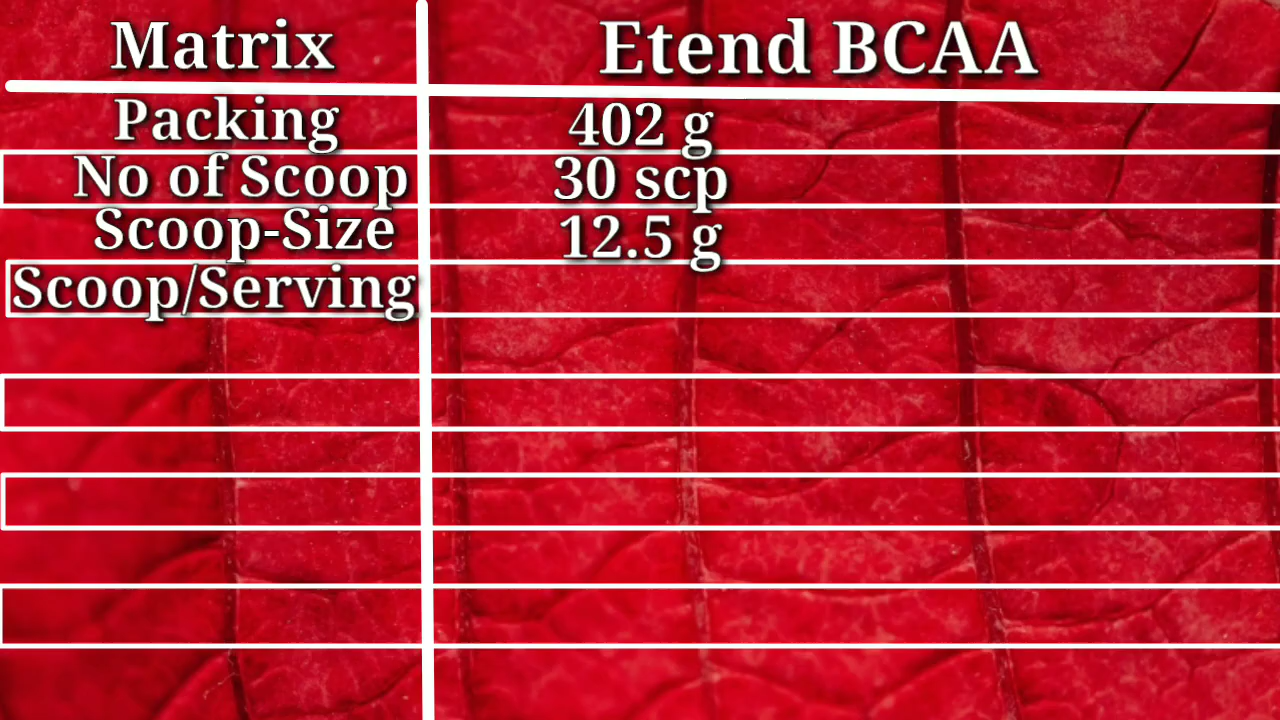 Matrix Etend BCAA
Packing 402 g
No of Scoop 30 scp
Scoop-Size 12.5 g
Scoop/Serving